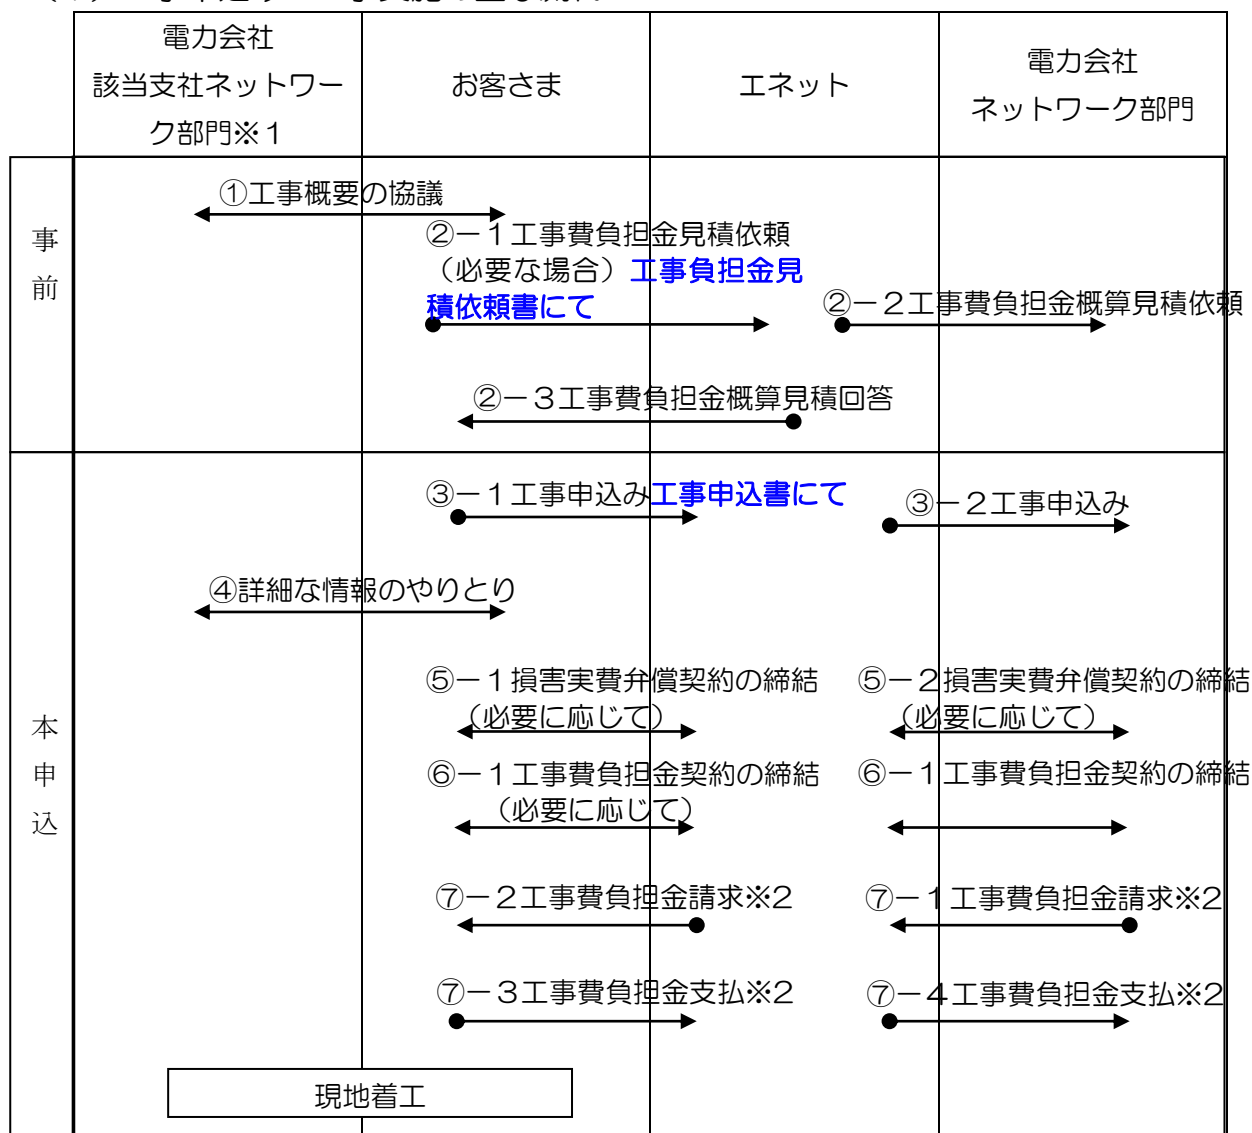 電力会社
該当支社ネットワー
ク部門※１
お客さま
エネット
電力会社
ネットワーク部門
事
前
①工事概要の協議
②－１工事費負担金見積依頼
（必要な場合）工事負担金見
積依頼書にて
②－２工事費負担金概算見積依頼
②－３工事費負担金概算見積回答
本
申
込
③－１工事申込み工事申込書にて
③－２工事申込み
④詳細な情報のやりとり
⑤－１損害実費弁償契約の締結
（必要に応じて）
⑤－２損害実費弁償契約の締結
（必要に応じて）
⑥－１工事費負担金契約の締結
（必要に応じて）
⑥－１工事費負担金契約の締結
⑦－２工事費負担金請求※2
⑦－１工事費負担金請求※2
⑦－３工事費負担金支払※2
⑦－４工事費負担金支払※2
現地着工